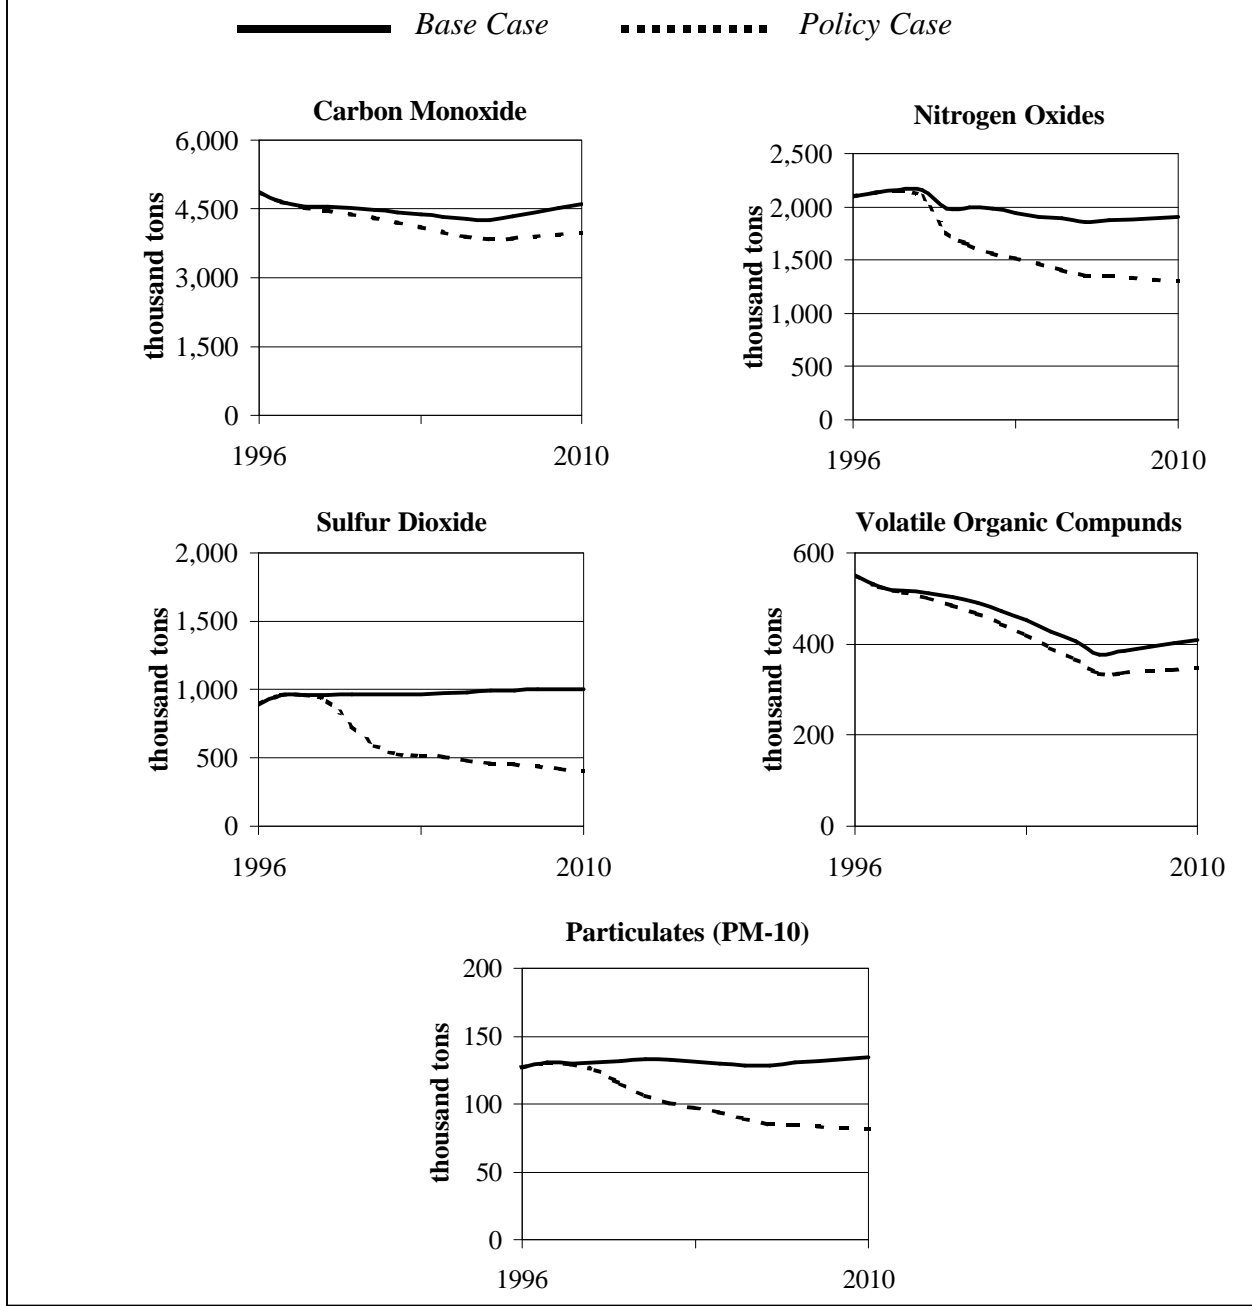 Base Case Policy Case
Carbon Monoxide
6,000
4,500
3,000
1,500
0
thousand tons
1996 2010
Nitrogen Oxides
2,500
2,000
1,500
1,000
500
0
thousand tons
1996 2010
Sulfur Dioxide
2,000
1,500
1,000
500
0
thousand tons
1996 2010
Volatile Organic Compunds
600
400
200
0
thousand tons
1996 2010
Particulates (PM-10)
200
150
100
50
0
thousand tons
1996 2010